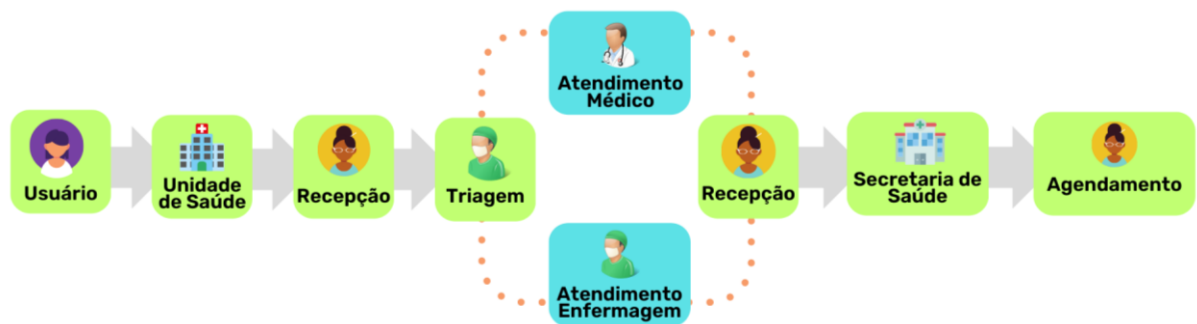 Usuário
Unidade
de Saúde
Recepção
Triagem
Atendimento
Médico
Atendimento
Enfermagem
Recepção
Secretaria de
Saúde
Agendamento